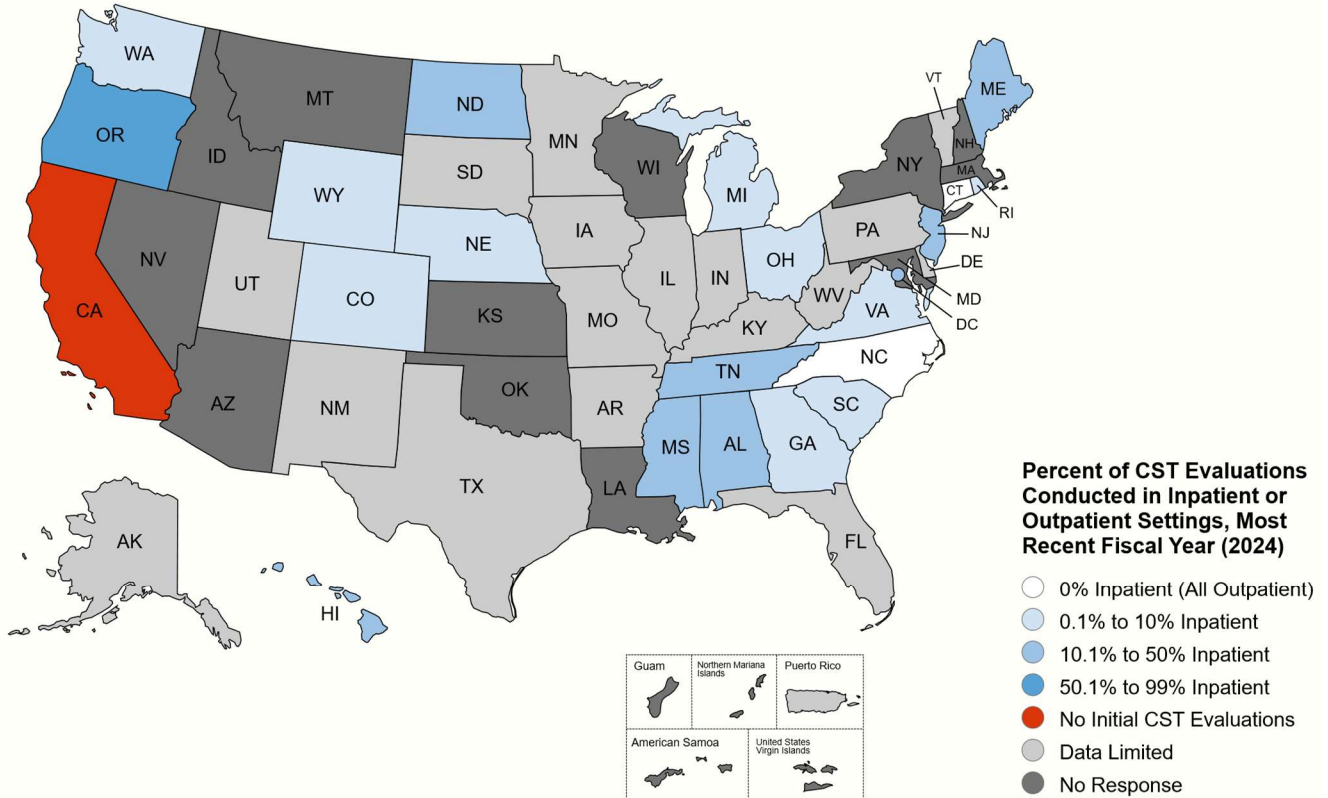 WA
OR
CA
ID
NV
MT
WY
UT
CO
AZ
NM
ND
SD
NE
KS
OK
TX
MN
IA
MO
AR
LA
WI
IL
IN
MI
OH
KY
TN
MS
AL
GA
FL
SC
NC
VA
WV
PA
NY
VT
NH
MA
CT
ME
RI
NJ
DE
MD
DC
AK
HI
Guam
Northern Mariana
Islands
Puerto Rico
American Samoa
United States
Virgin Islands
Percent of CST Evaluations
Conducted in Inpatient or
Outpatient Settings, Most
Recent Fiscal Year (2024)
0% Inpatient (All Outpatient)
0.1% to 10% Inpatient
10.1% to 50% Inpatient
50.1% to 99% Inpatient
No Initial CST Evaluations
Data Limited
No Response